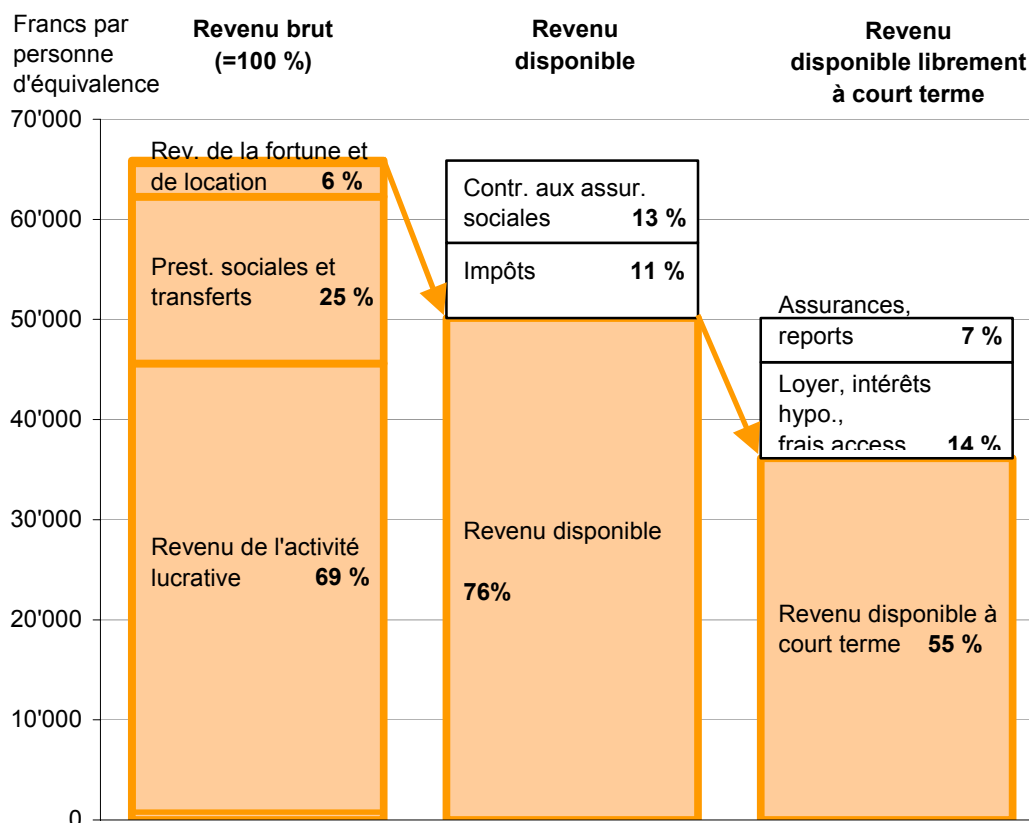 Francs par
personne
d'équivalence
Revenu brut
(=100 %)
Revenu
disponible
Revenu
disponible librement
à court terme
70'000
60'000
50'000
40'000
30'000
20'000
10'000
0
Rev. de la fortune et
de location 6 %
Prest. sociales et
transferts 25 %
Revenu de l'activité
lucrative 69 %
Contr. aux assur.
sociales 13 %
Impôts 11 %
Revenu disponible
76%
Assurances,
reports 7 %
Loyer, intérêts
hypo.,
frais access 14 %
Revenu disponible à
court terme 55 %